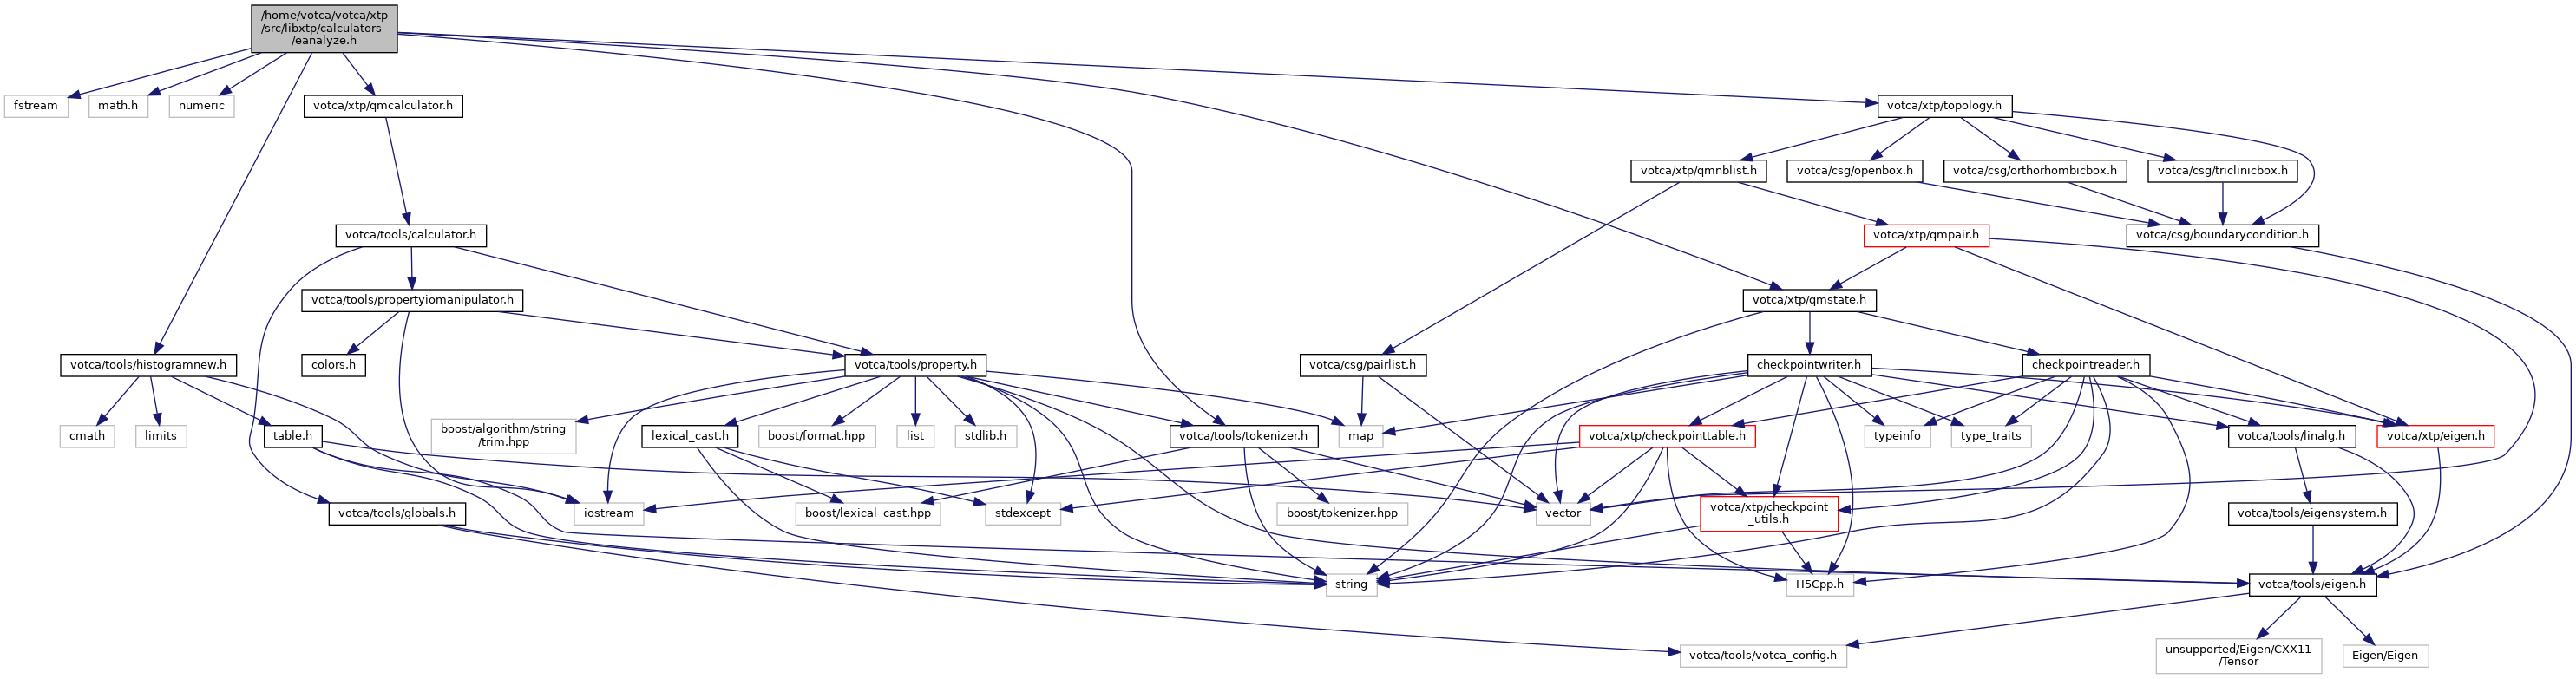 /home/votca/votca/xtp
/src/libxtp/calculators
/eanalyze.h
fstream
math.h
numeric
votca/xtp/qmcalculator.h
votca/xtp/topology.h
votca/xtp/qmnblist.h
votca/csg/openbox.h
votca/csg/orthorhombicbox.h
votca/csg/triclinicbox.h
votca/tools/calculator.h
votca/xtp/qmpair.h
votca/csg/boundarycondition.h
votca/tools/propertyiomanipulator.h
votca/xtp/qmstate.h
votca/tools/histogramnew.h
colors.h
votca/tools/property.h
votca/csg/pairlist.h
checkpointwriter.h
checkpointreader.h
cmath
limits
table.h
boost/algorithm/string
/trim.hpp
lexical_cast.h
boost/format.hpp
list
stdlib.h
votca/tools/tokenizer.h
map
votca/xtp/checkpointtable.h
typeinfo
type_traits
votca/tools/linalg.h
votca/xtp/eigen.h
votca/tools/globals.h
iostream
boost/lexical_cast.hpp
stdexcept
boost/tokenizer.hpp
vector
votca/xtp/checkpoint
_utils.h
votca/tools/eigensystem.h
string
H5Cpp.h
votca/tools/eigen.h
votca/tools/votca_config.h
unsupported/Eigen/CXX11
/Tensor
Eigen/Eigen